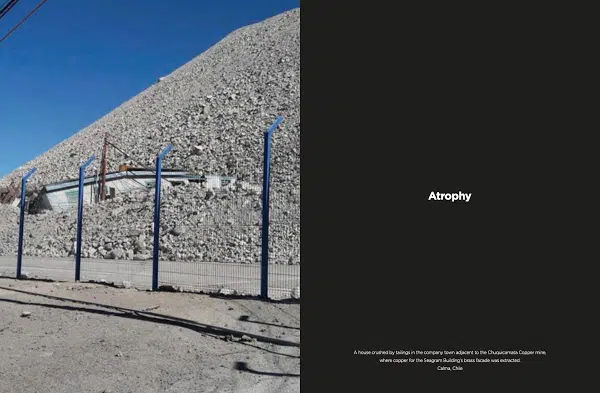 Atrophy
A house crushed by tailings in the company town adjacent to the Chuquicamata Copper mine,
where copper for the Seagram Building's brass facade was extracted.
Calma, Chile